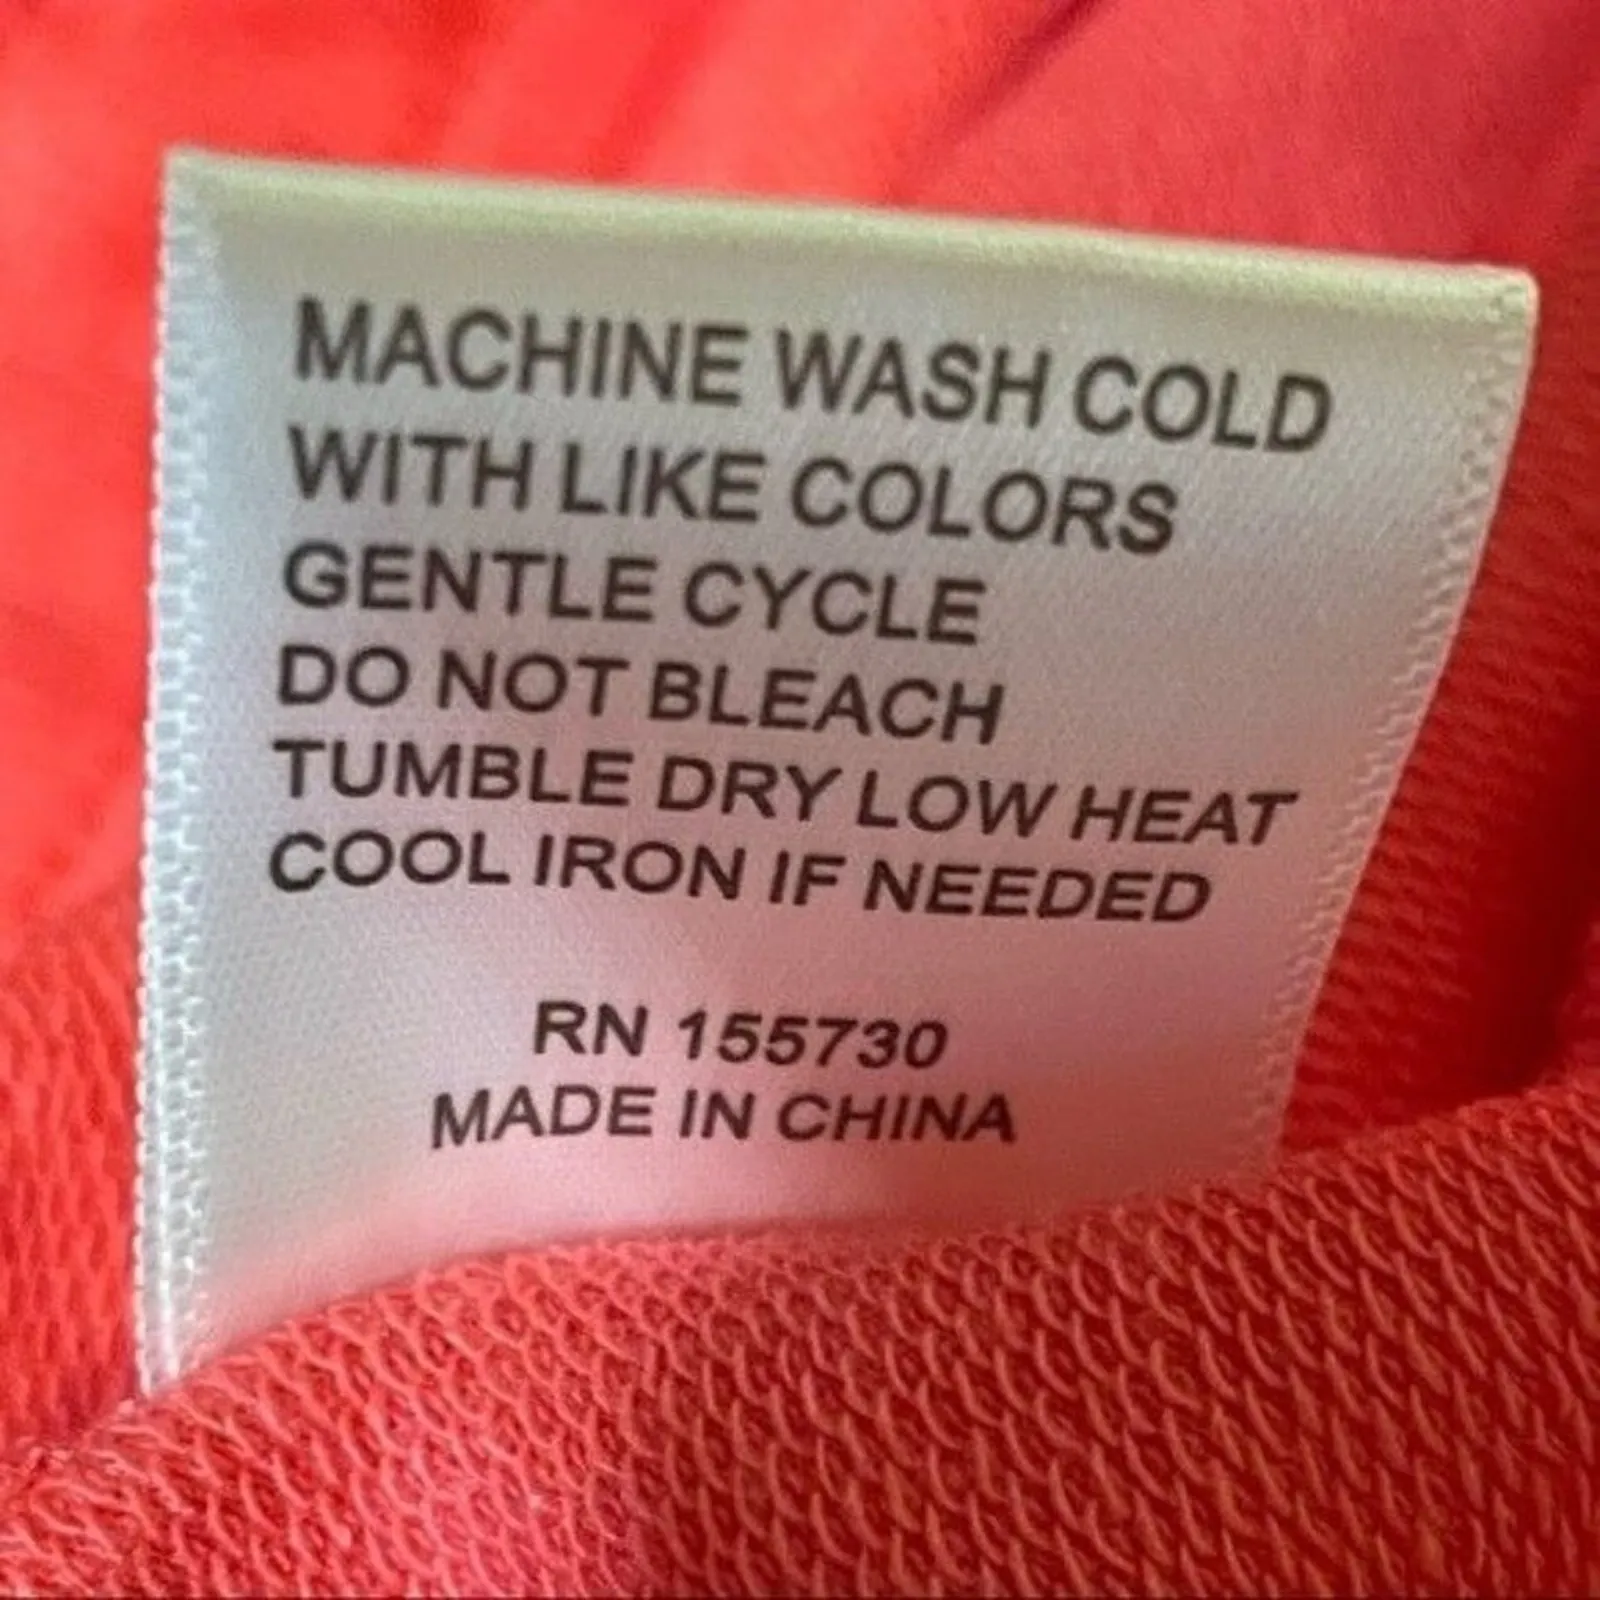 MACHINE WASH COLD
WITH LIKE COLORS
GENTLE CYCLE
DO NOT BLEACH
TUMBLE DRY LOW HEAT
COOL IRON IF NEEDED
RN 155730
MADE IN CHINA